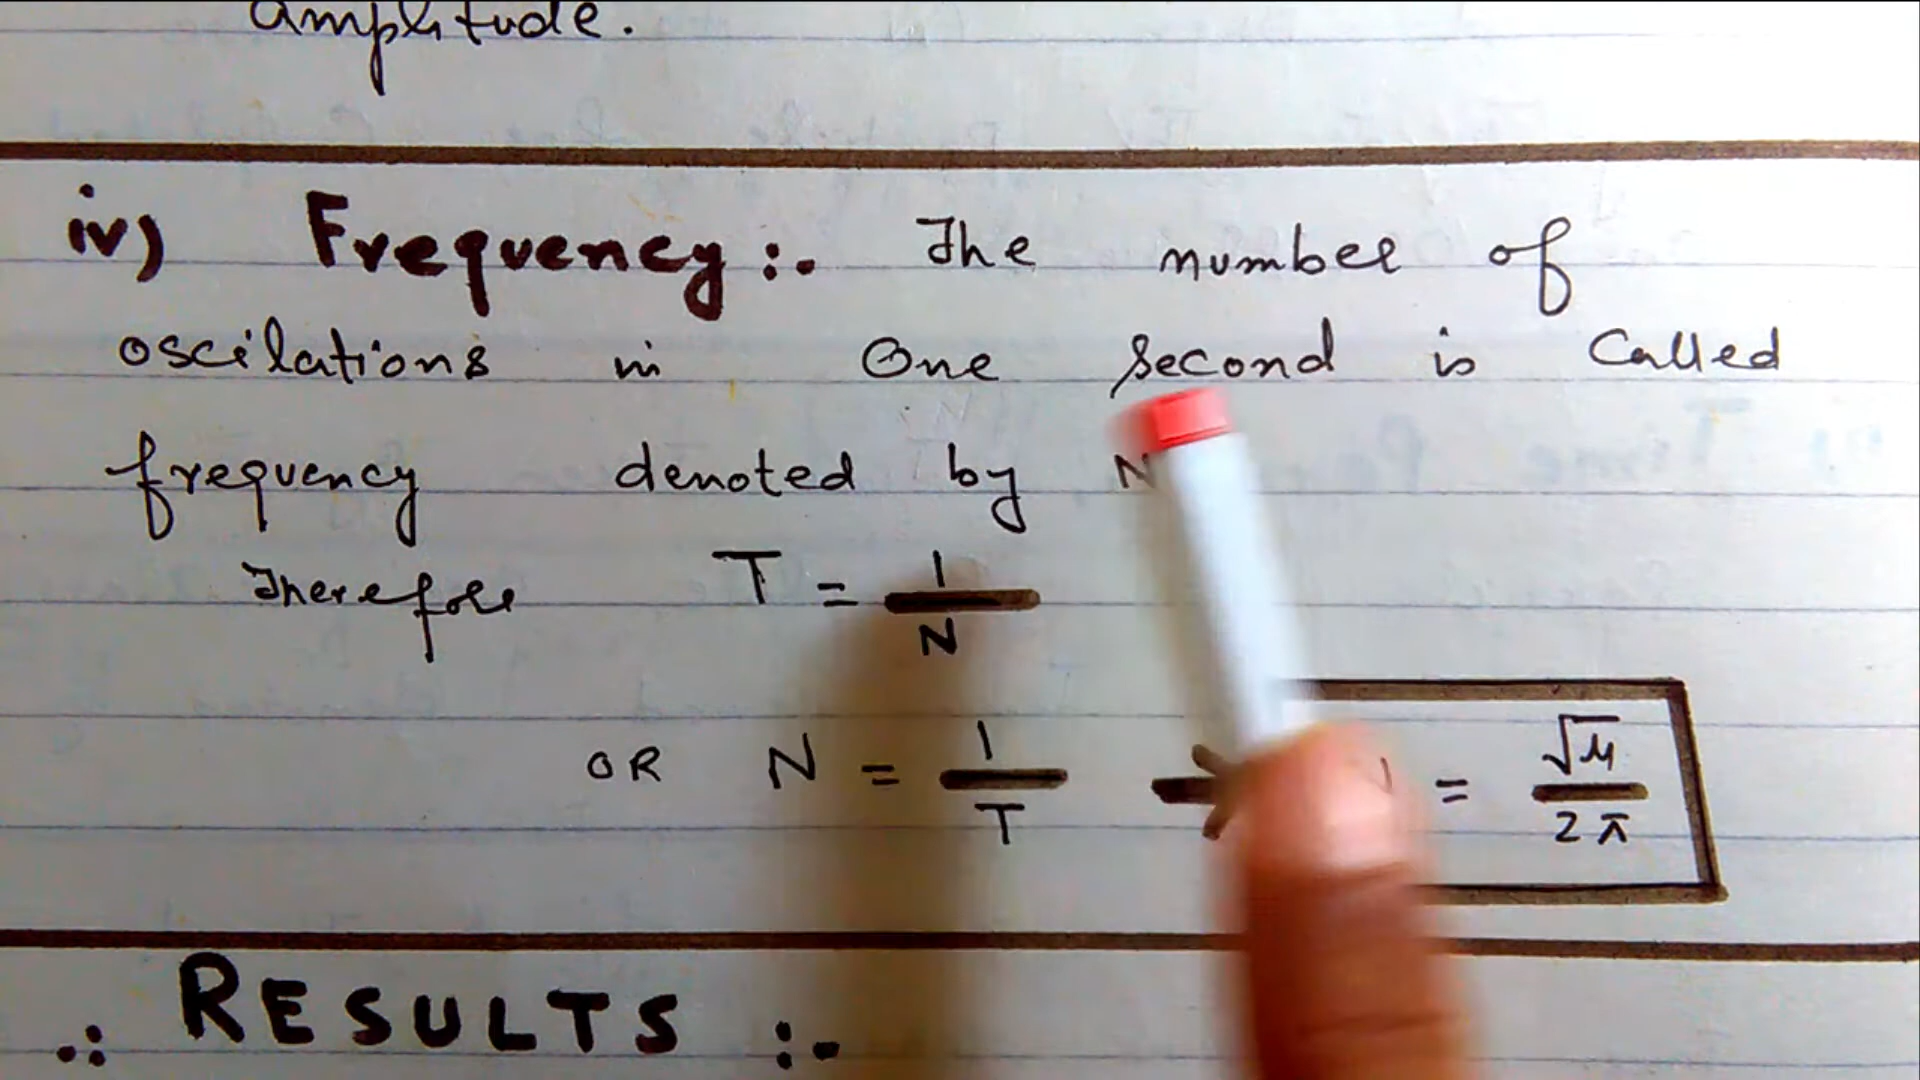 amplitude.
iv) Frequency:- The number of
oscilations in One second is Called
frequency denoted by N
Therefore T = 1/N
OR N = 1/T = √μ/2π
∴ RESULTS :-